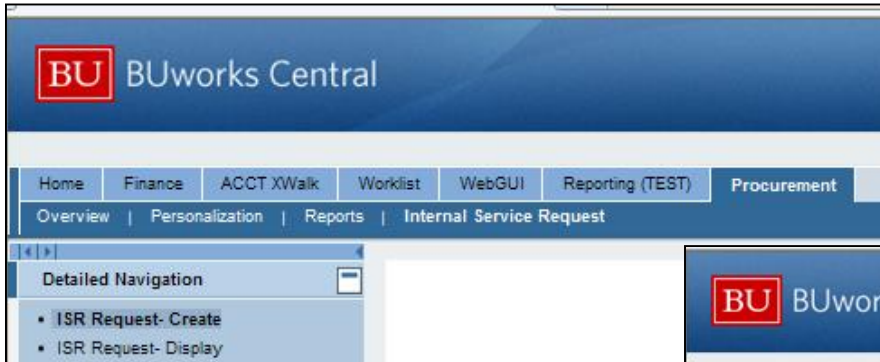 BU BUworks Central
Home Finance ACCT XWalk Worklist WebGUI Reporting (TEST) Procurement
Overview | Personalization | Reports | Internal Service Request
Detailed Navigation
• ISR Request- Create
• ISR Request- Display
BU BUwor